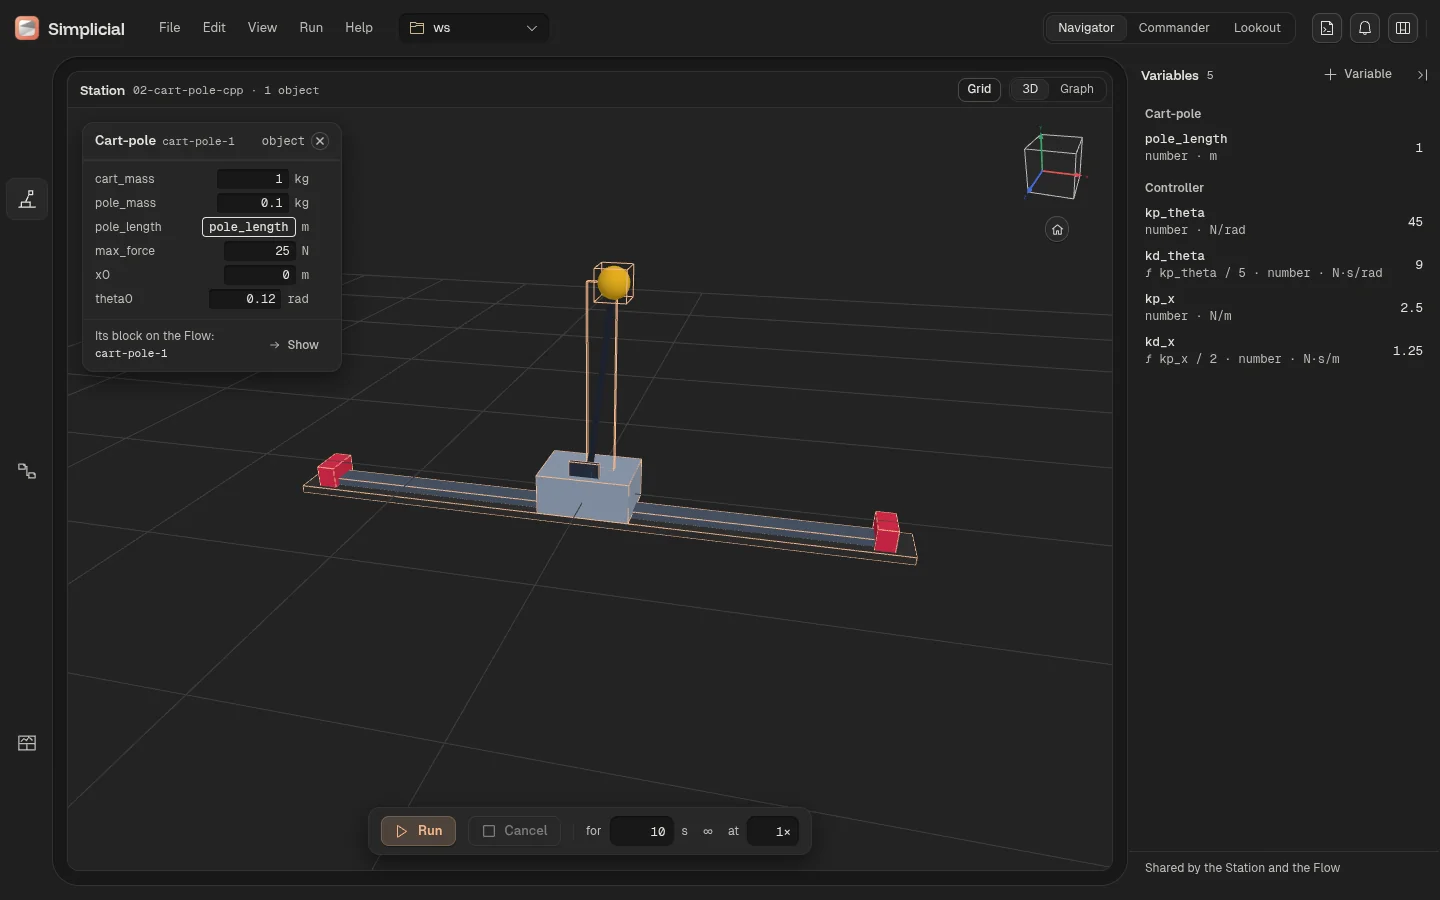 Simplicial
File Edit View Run Help
ws
Navigator Commander Lookout
Station 02-cart-pole-cpp · 1 object
Grid 3D Graph
Cart-pole cart-pole-1 object
cart_mass 1 kg
pole_mass 0.1 kg
pole_length pole_length m
max_force 25 N
x0 0 m
theta0 0.12 rad
Its block on the Flow:
cart-pole-1
→ Show
Run Cancel for 10 s ∞ at 1×
Variables 5 + Variable
Cart-pole
pole_length 1
number · m
Controller
kp_theta 45
number · N/rad
kd_theta 9
ƒ kp_theta / 5 · number · N·s/rad
kp_x 2.5
number · N/m
kd_x 1.25
ƒ kp_x / 2 · number · N·s/m
Shared by the Station and the Flow